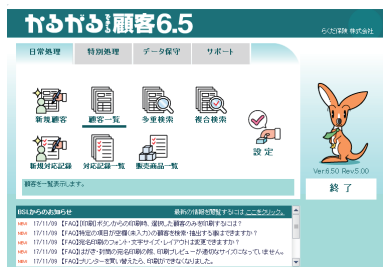 かるがるできる顧客6.5
らくだ保険 株式会社
日常処理 特別処理 データ保守 サポート
新規顧客 顧客一覧 多重検索 複合検索
設定
新規対応記録 対応記録一覧 販売商品一覧
Ver6.50 Rev5.00
終了
顧客を一覧表示します。
BSLからのお知らせ 最新の情報を閲覧するには ここをクリック。
NEW 17/11/09 【FAQ】[印刷]ボタンからの印刷時、選択した顧客のみを印刷するには?
NEW 17/11/09 【FAQ】特定の項目が空欄(未入力)の顧客を検索・抽出する事はできますか?
NEW 17/11/09 【FAQ】宛名印刷のフォント・文字サイズ・レイアウトは変更できますか?
NEW 17/11/09 【FAQ】はがき・封筒の宛名印刷の際、印刷プレビューが適切なサイズになっていません。
NEW 17/11/09 【FAQ】プリンターを買い替えたら、印刷ができなくなりました。